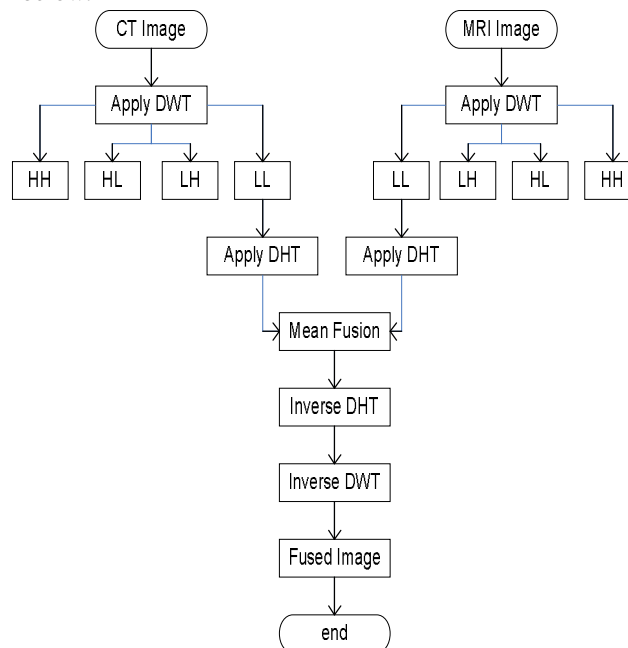 CT Image
MRI Image
Apply DWT
Apply DWT
HH
HL
LH
LL
LL
LH
HL
HH
Apply DHT
Apply DHT
Mean Fusion
Inverse DHT
Inverse DWT
Fused Image
end